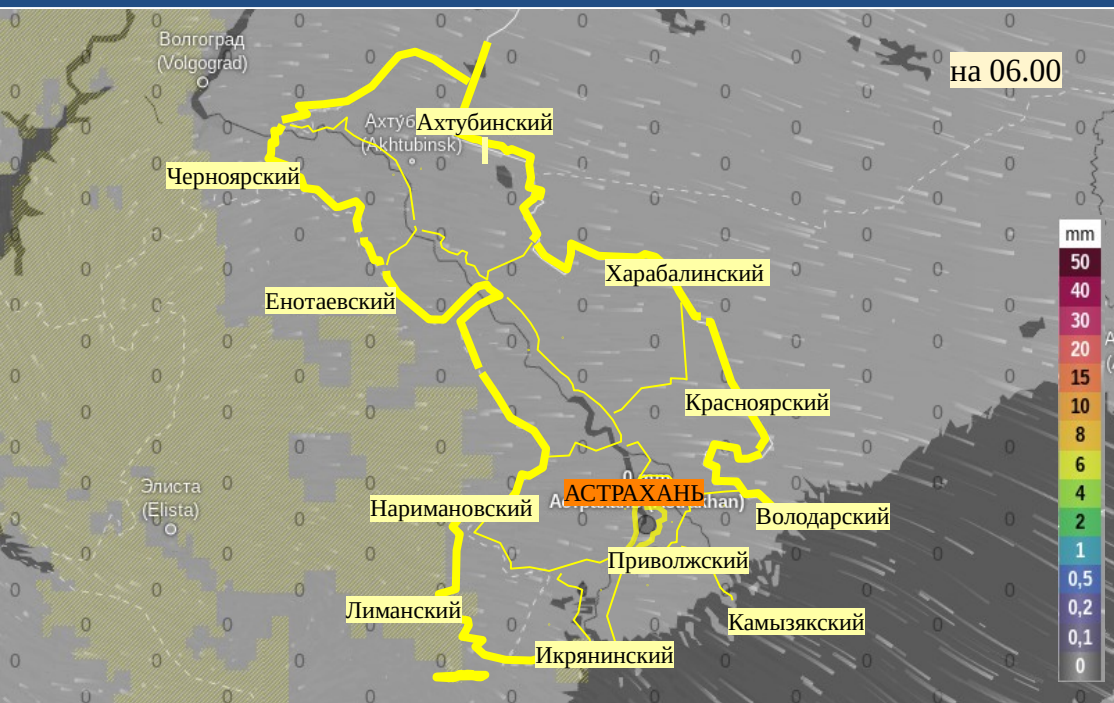 Волгоград
(Volgograd)
на 06.00
Ахтубинский
(Akhtubinsk)
Черноярский
mm
50
40
30
20
15
10
8
6
4
2
1
0,5
0,2
0,1
0
Харабалинский
Енотаевский
Красноярский
Элиста
(Elista)
АСТРАХАНЬ
Наримановский
Володарский
Приволжский
Лиманский
Камызякский
Икрянинский